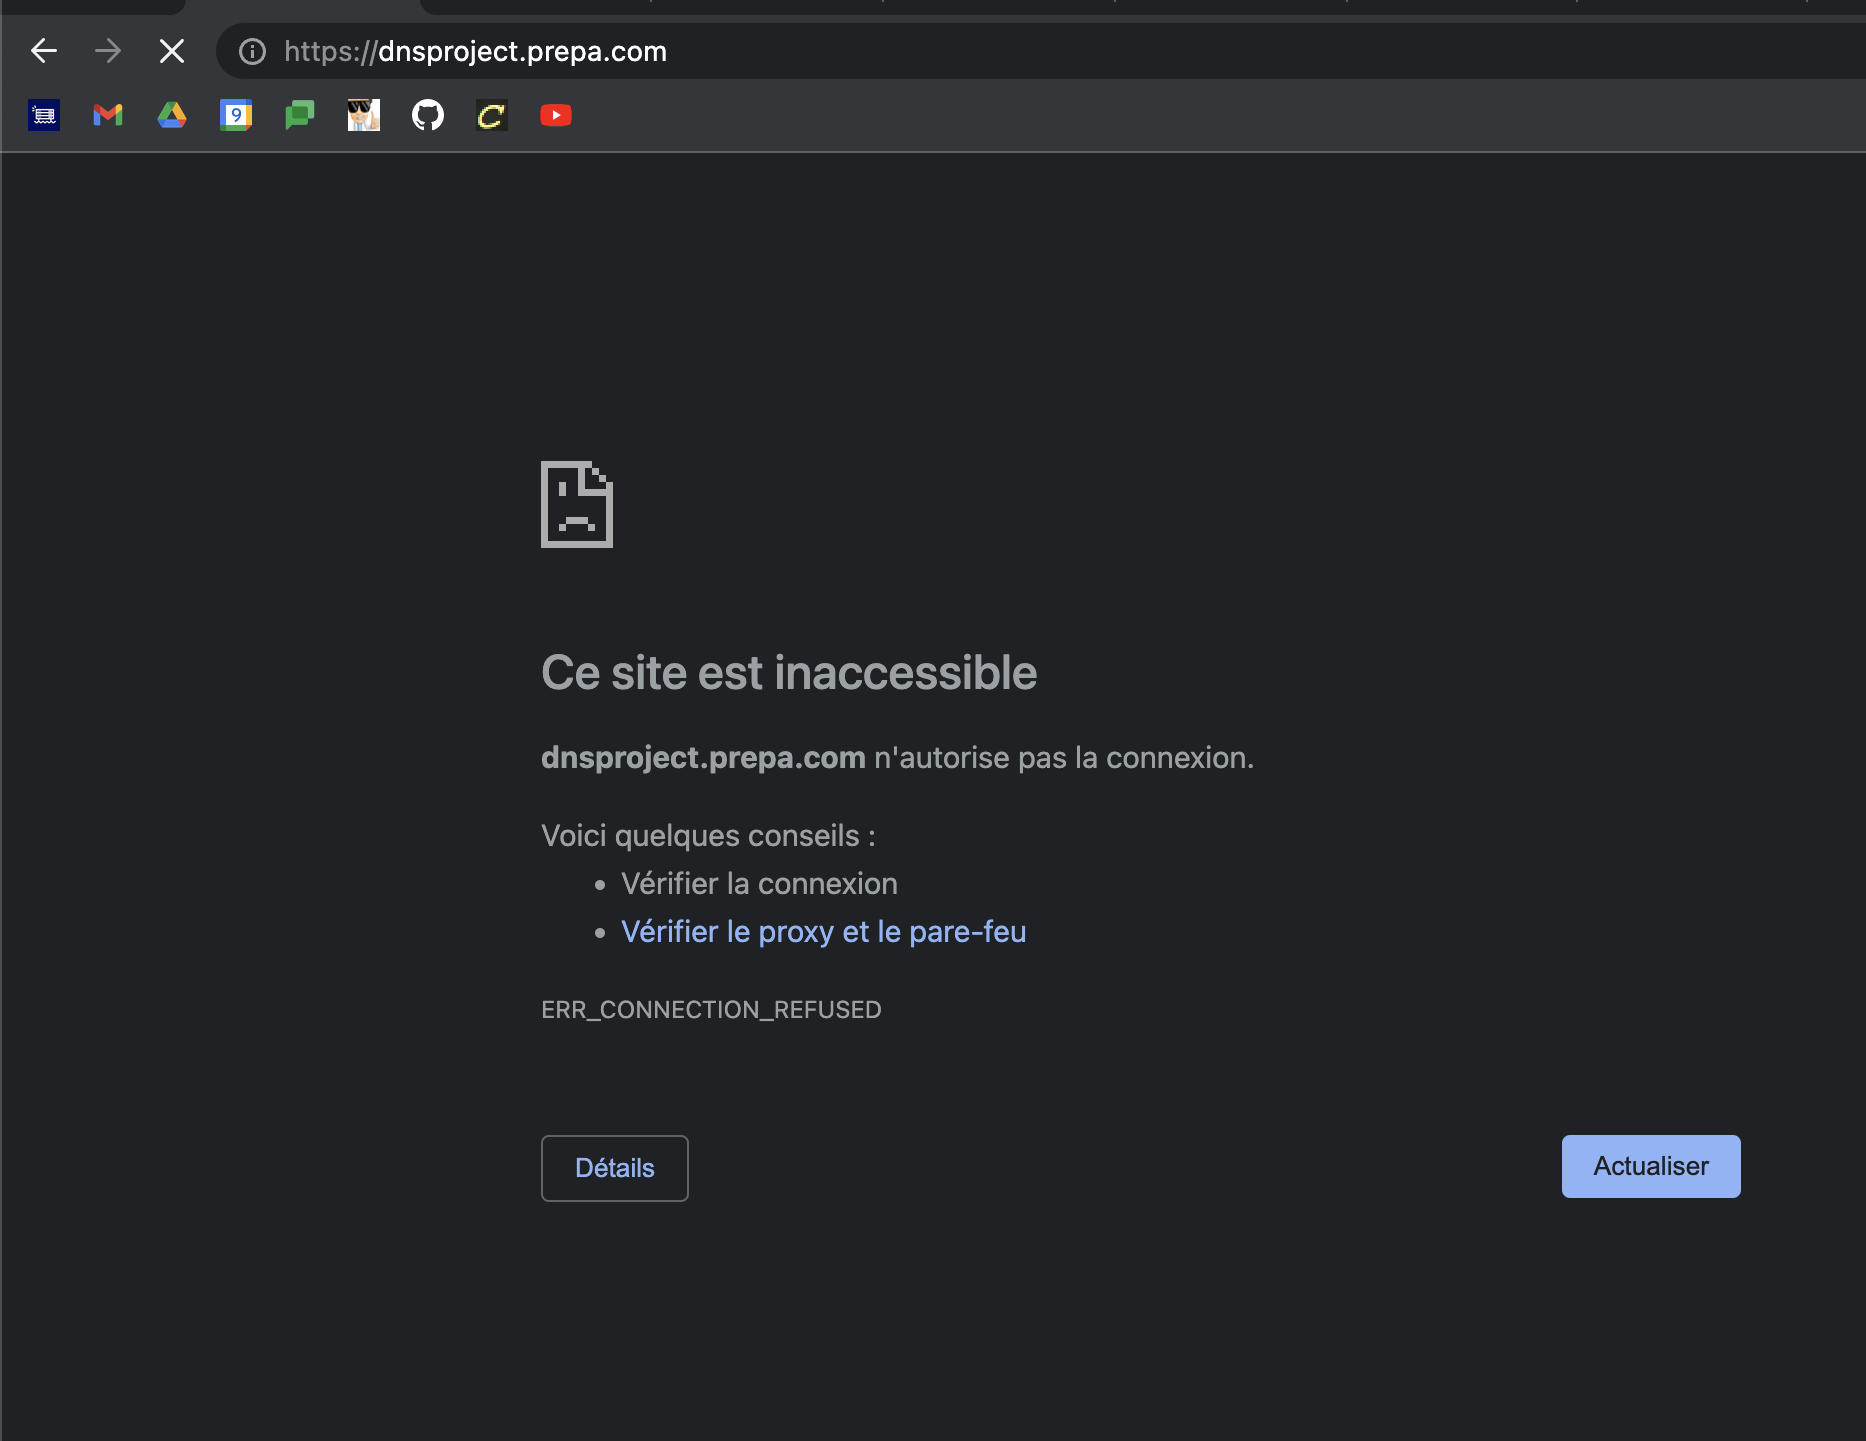 https://dnsproject.prepa.com
9
C
Ce site est inaccessible
dnsproject.prepa.com n'autorise pas la connexion.
Voici quelques conseils :
• Vérifier la connexion
• Vérifier le proxy et le pare-feu
ERR_CONNECTION_REFUSED
Détails
Actualiser